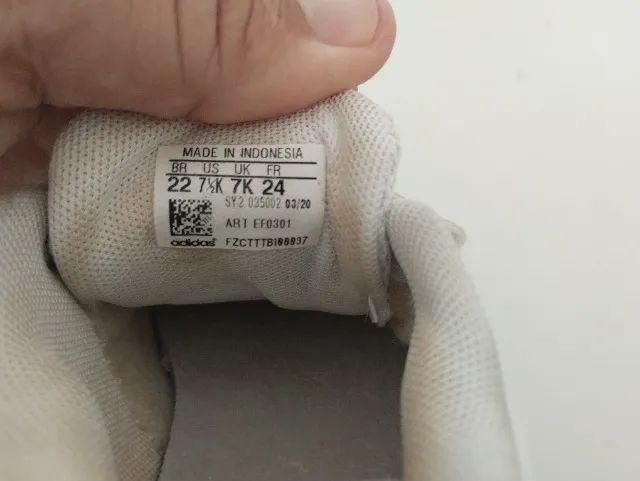 MADE IN INDONESIA
BR US UK FR
22 7½K 7K 24
SY2 035002 03/20
ART EF0301
adidas FZCTTTBI88837